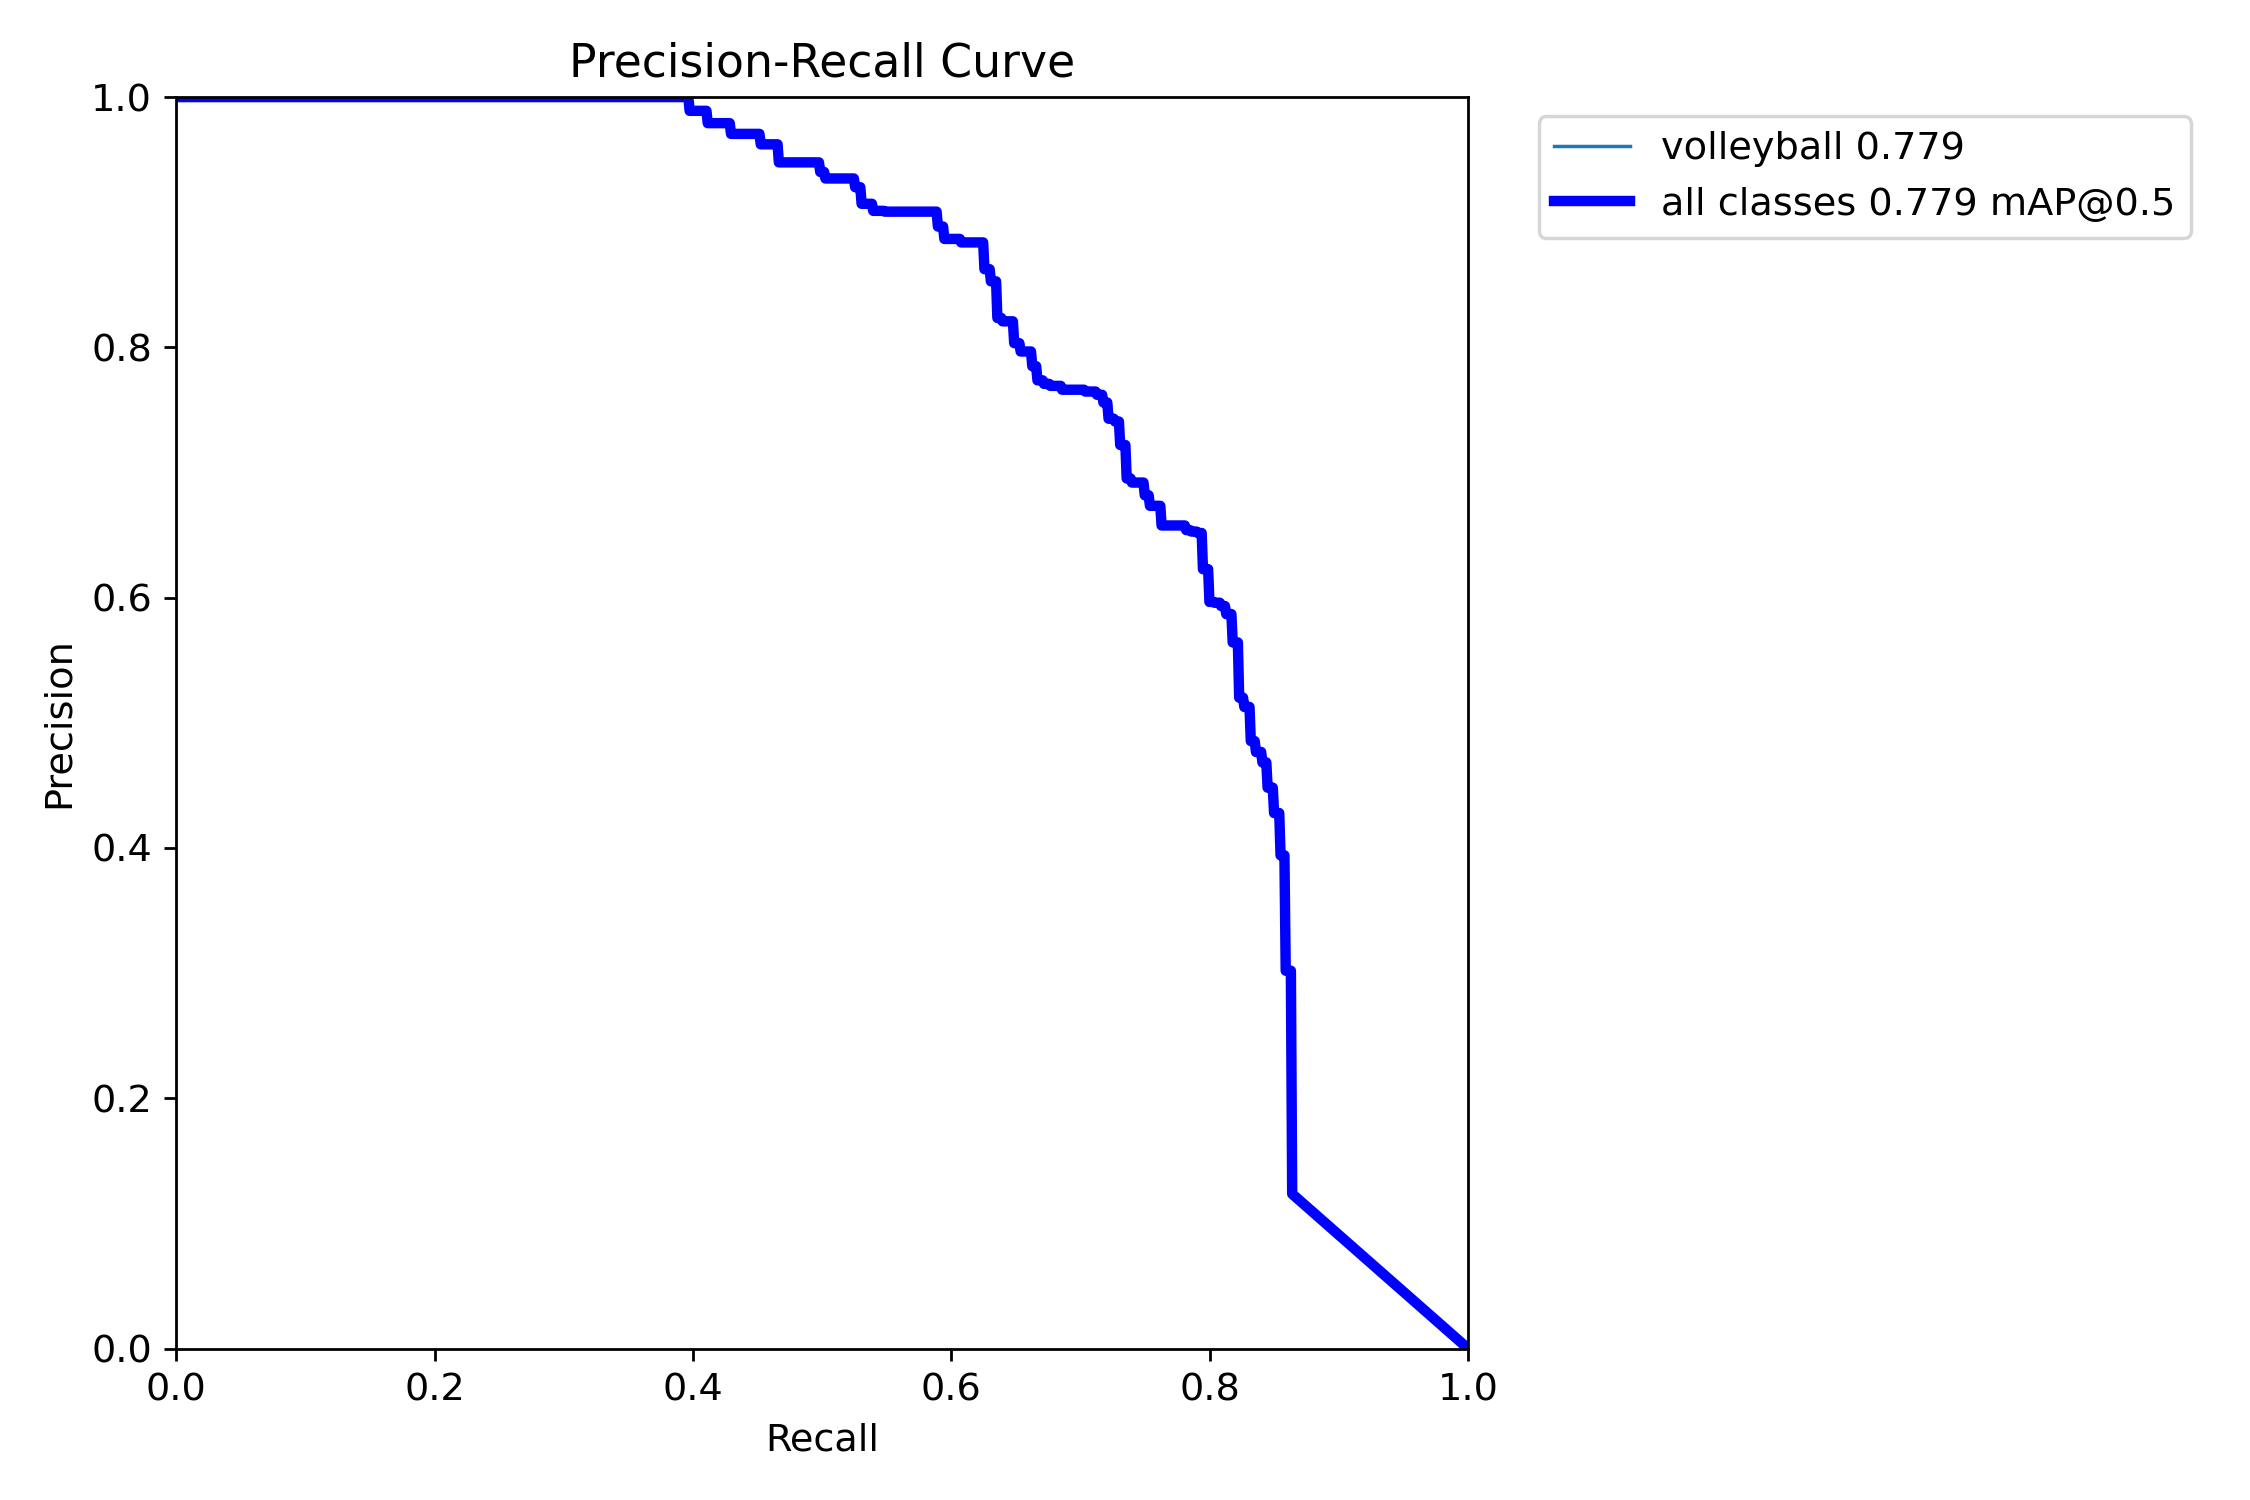 Precision-Recall Curve
1.0
0.8
0.6
0.4
0.2
0.0
Precision
0.0 0.2 0.4 0.6 0.8 1.0
Recall
volleyball 0.779
all classes 0.779 mAP@0.5